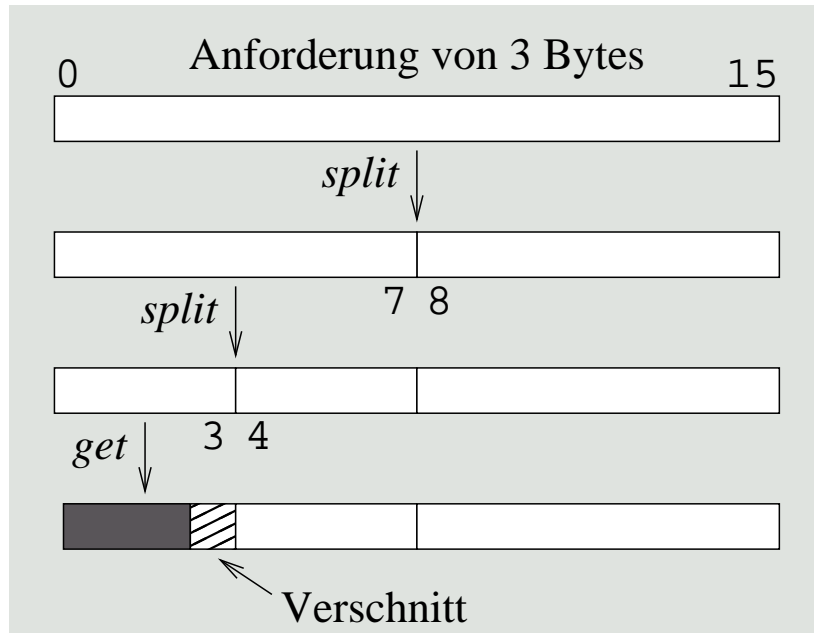 Anforderung von 3 Bytes
0 15
split
7 8
split
3 4
get
Verschnitt